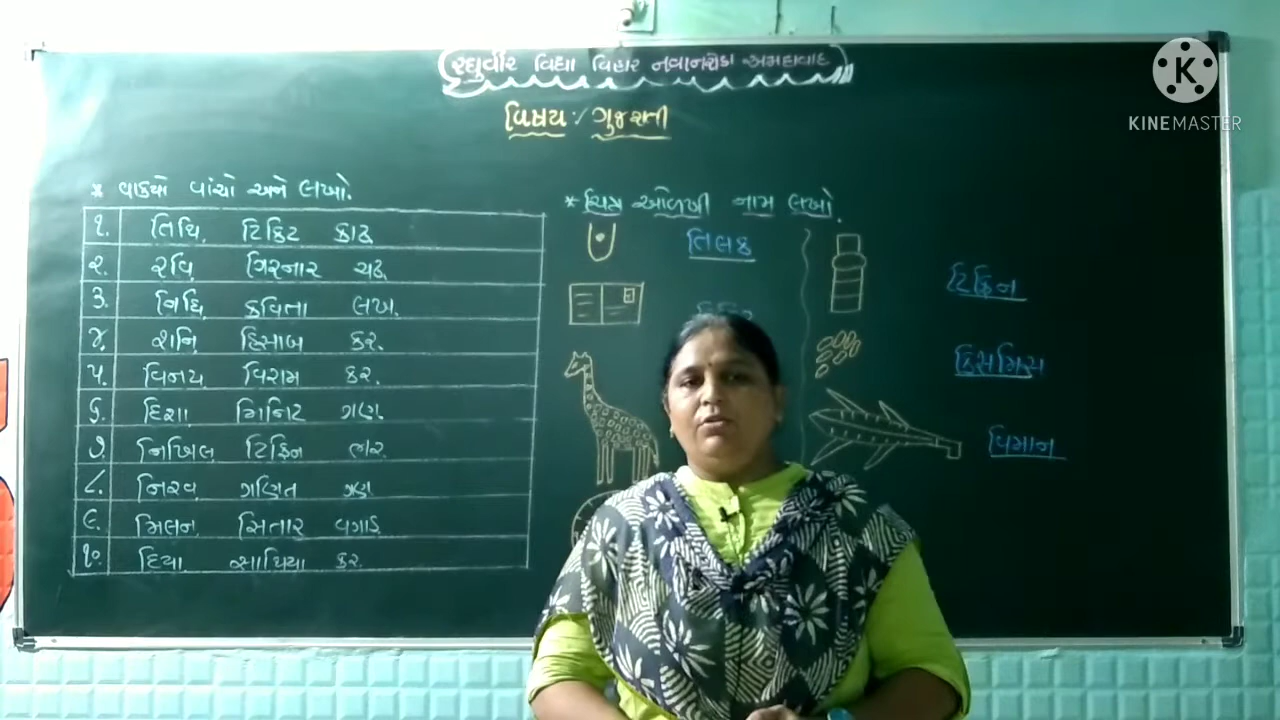 રઘુવીર વિદ્યા વિહાર નવાનરોડા અમદાવાદ
વિષય :- ગુજરાતી
* વાક્યો વાંચો અને લખો.
૧. તિથિ ટિકિટ કાઢ
૨. રવિ ગિરનાર ચઢ
૩. નિધિ કવિતા લખ.
૪. શનિ હિસાબ કર.
૫. વિનય વિરામ કર.
૬. દિશા મિનિટ ગણ
૭. નિખિલ ટિફિન ભર
૮. નિરવ ગણિત ગણ
૯. મિલન સિતાર વગાડ
૧૦. દિયા સાથિયા કર
* ચિત્ર ઓળખી નામ લખો.
તિલક
ટિફિન
કિસમિસ
વિમાન
KINEMASTER